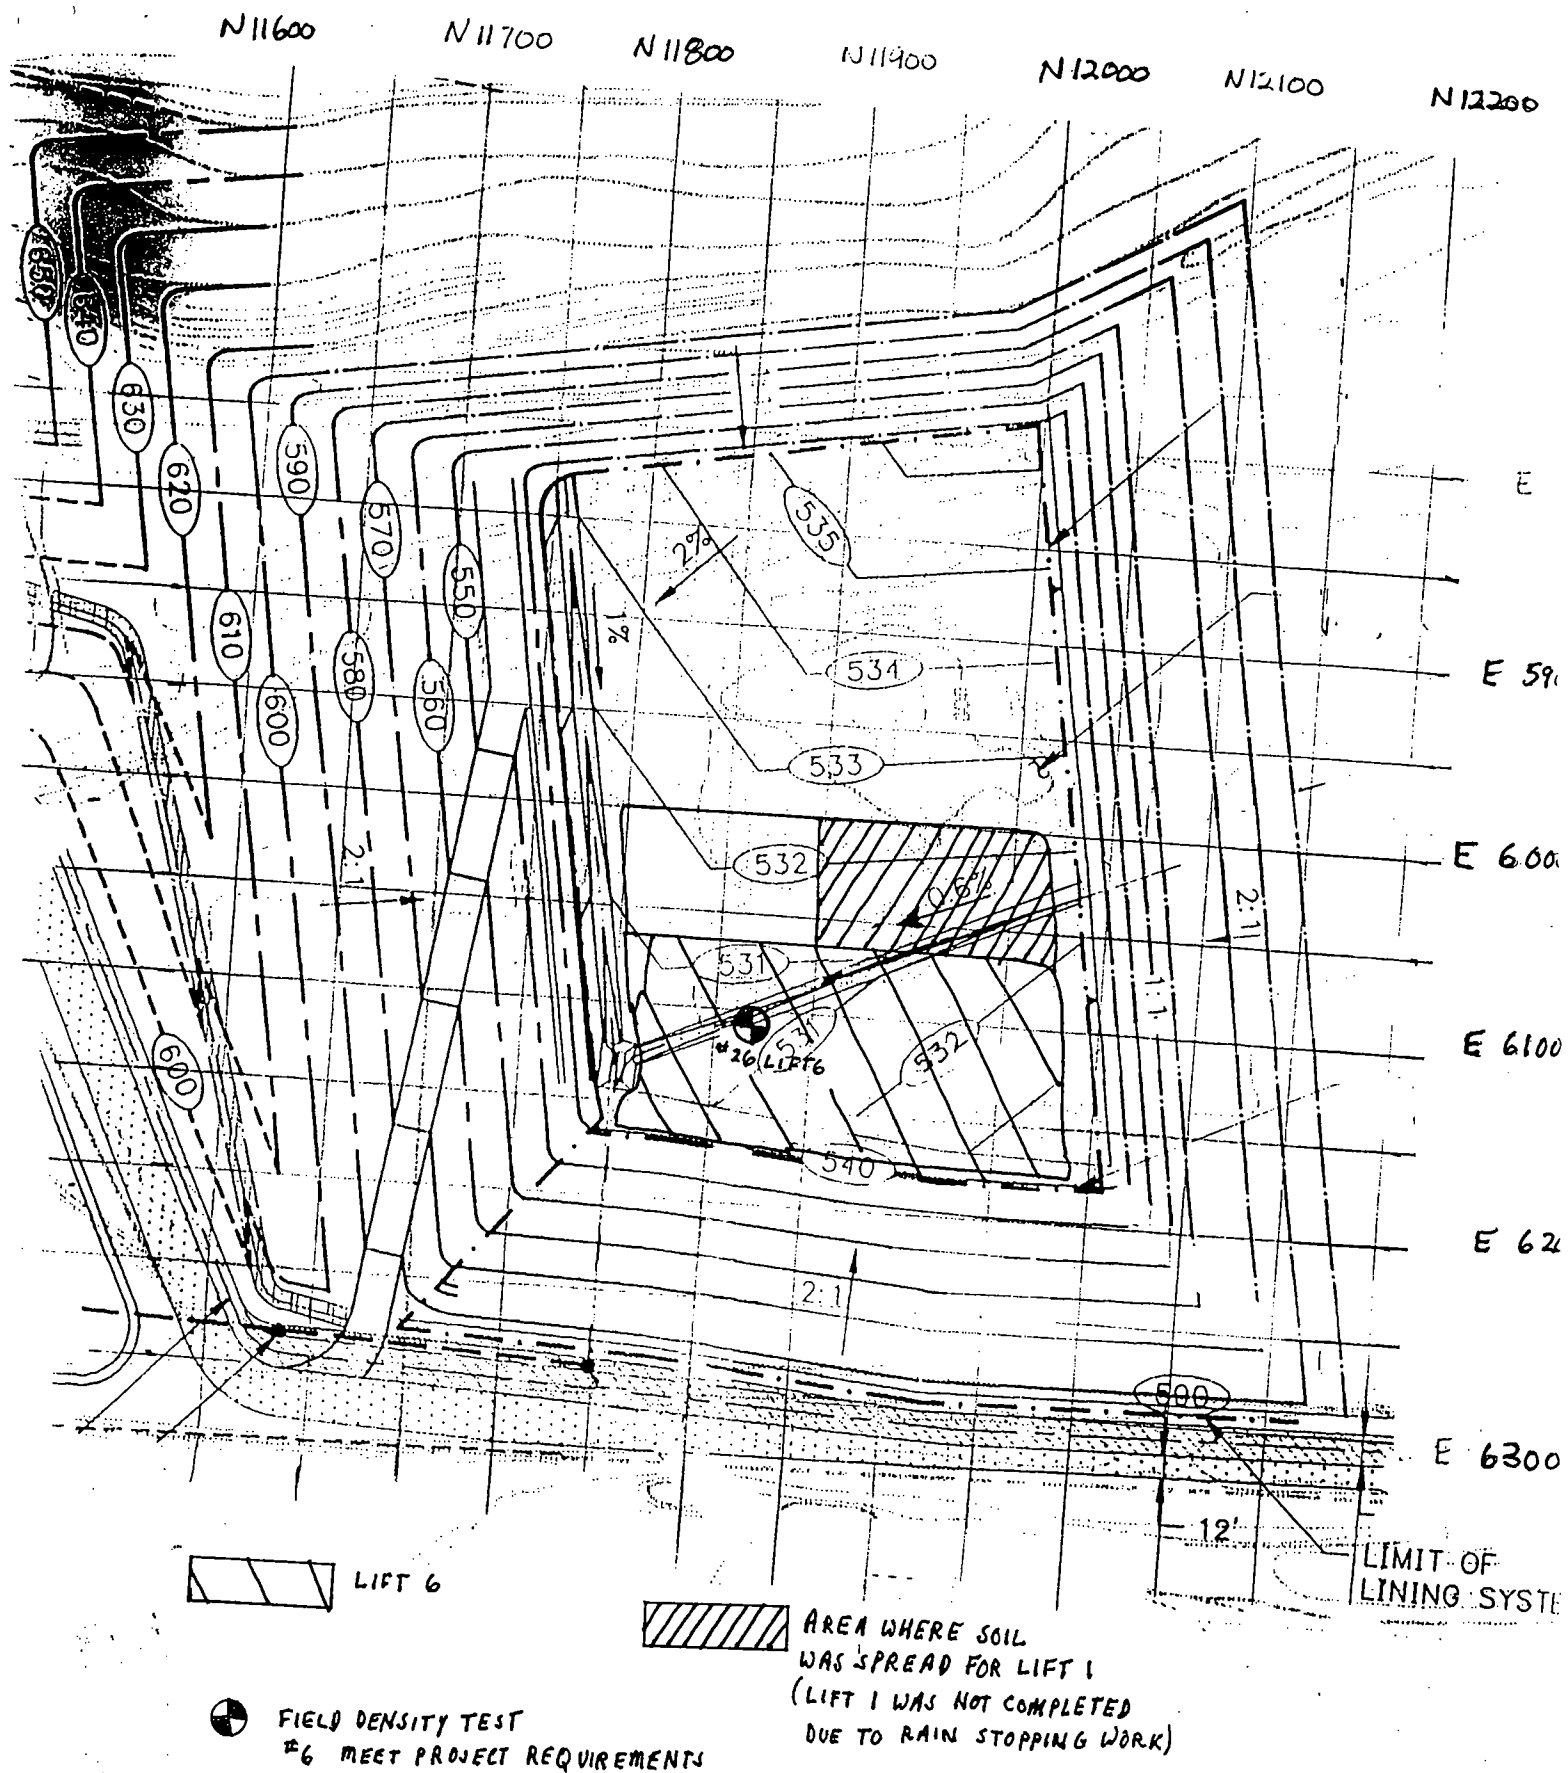 N11600
N11700
N11800
N11900
N12000
N12100
N12200
650
640
630
620
590
570
550
610
580
560
600
535
2%
1%
E
534
E 59
533
532
E 600
2:1
0.6%
2:1
531
1:1
#26 LIFT 6
531
532
E 6100
600
540
E 62
2:1
500
E 6300
12'
LIMIT OF
LINING SYSTE
LIFT 6
AREA WHERE SOIL
WAS SPREAD FOR LIFT 1
(LIFT 1 WAS NOT COMPLETED
DUE TO RAIN STOPPING WORK)
FIELD DENSITY TEST
#6 MEET PROJECT REQUIREMENTS